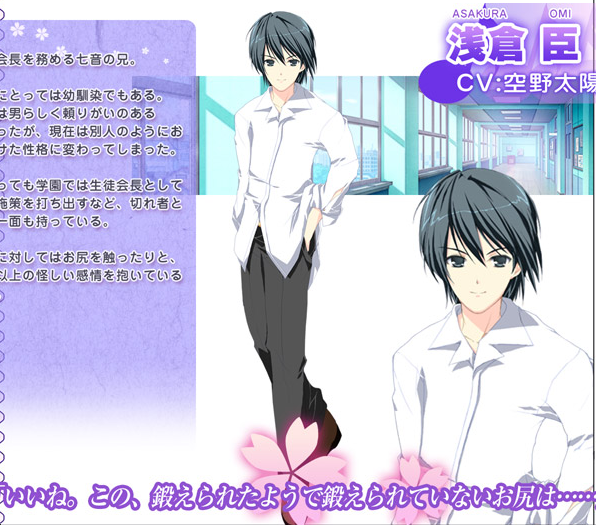 ASAKURA OMI
浅倉 臣
CV:空野太陽
会長を務める七音の兄。
にとっては幼馴染でもある。
は男らしく頼りがいのある
ったが、現在は別人のようにお
けた性格に変わってしまった。
っても学園では生徒会長として
施策を打ち出すなど、切れ者と
一面も持っている。
に対してはお尻を触ったりと、
以上の怪しい感情を抱いている
いいね。この、鍛えられたようで鍛えられていないお尻は……